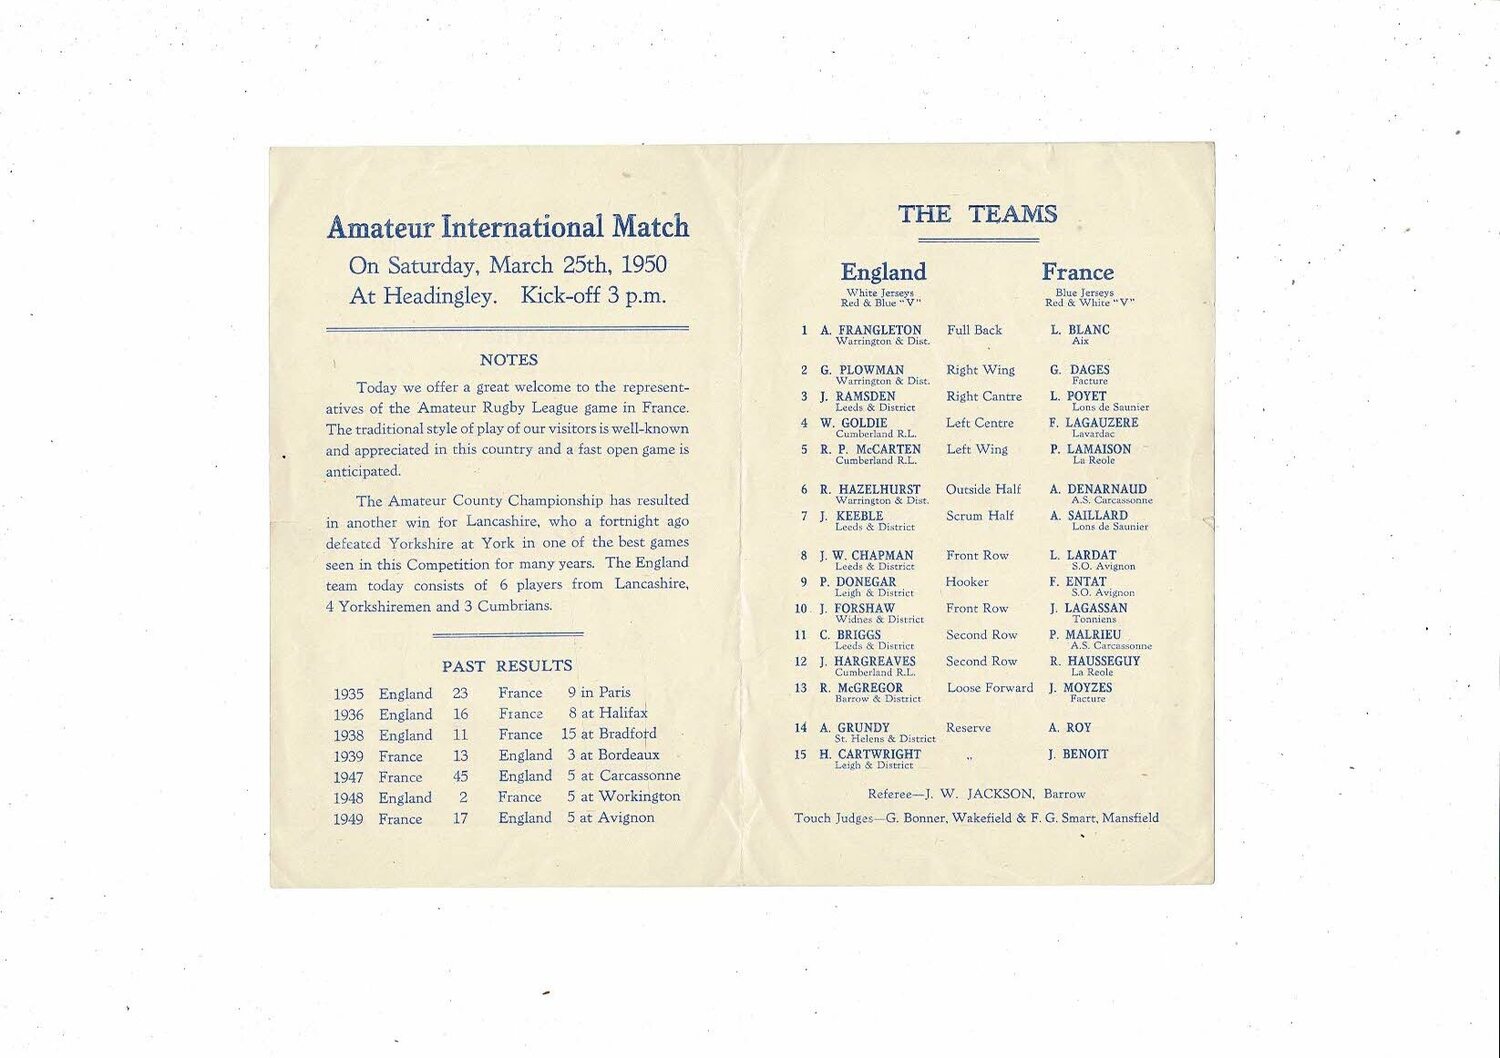 Amateur International Match
On Saturday, March 25th, 1950
At Headingley. Kick-off 3 p.m.
NOTES
Today we offer a great welcome to the represent-
atives of the Amateur Rugby League game in France.
The traditional style of play of our visitors is well-known
and appreciated in this country and a fast open game is
anticipated.
The Amateur County Championship has resulted
in another win for Lancashire, who a fortnight ago
defeated Yorkshire at York in one of the best games
seen in this Competition for many years. The England
team today consists of 6 players from Lancashire,
4 Yorkshiremen and 3 Cumbrians.
PAST RESULTS
1935 England 23 France 9 in Paris
1936 England 16 France 8 at Halifax
1938 England 11 France 15 at Bradford
1939 France 13 England 3 at Bordeaux
1947 France 45 England 5 at Carcassonne
1948 England 2 France 5 at Workington
1949 France 17 England 5 at Avignon
THE TEAMS
England France
White Jerseys Blue Jerseys
Red & Blue "V" Red & White "V"
1 A. FRANGLETON Full Back L. BLANC
Warrington & Dist. Aix
2 G. PLOWMAN Right Wing G. DAGES
Warrington & Dist. Facture
3 J. RAMSDEN Right Cantre L. POYET
Leeds & District Lons de Saunier
4 W. GOLDIE Left Centre F. LAGAUZERE
Cumberland R.L. Lavardac
5 R. P. McCARTEN Left Wing P. LAMAISON
Cumberland R.L. La Reole
6 R. HAZELHURST Outside Half A. DENARNAUD
Warrington & Dist. A.S. Carcassonne
7 J. KEEBLE Scrum Half A. SAILLARD
Leeds & District Lons de Saunier
8 J. W. CHAPMAN Front Row L. LARDAT
Leeds & District S.O. Avignon
9 P. DONEGAR Hooker F. ENTAT
Leigh & District S.O. Avignon
10 J. FORSHAW Front Row J. LAGASSAN
Widnes & District Tonniens
11 C. BRIGGS Second Row P. MALRIEU
Leeds & District A.S. Carcassonne
12 J. HARGREAVES Second Row R. HAUSSEGUY
Cumberland R.L. La Reole
13 R. McGREGOR Loose Forward J. MOYZES
Barrow & District Facture
14 A. GRUNDY Reserve A. ROY
St. Helens & District
15 H. CARTWRIGHT ,, J. BENOIT
Leigh & District
Referee—J. W. JACKSON, Barrow
Touch Judges—G. Bonner, Wakefield & F. G. Smart, Mansfield